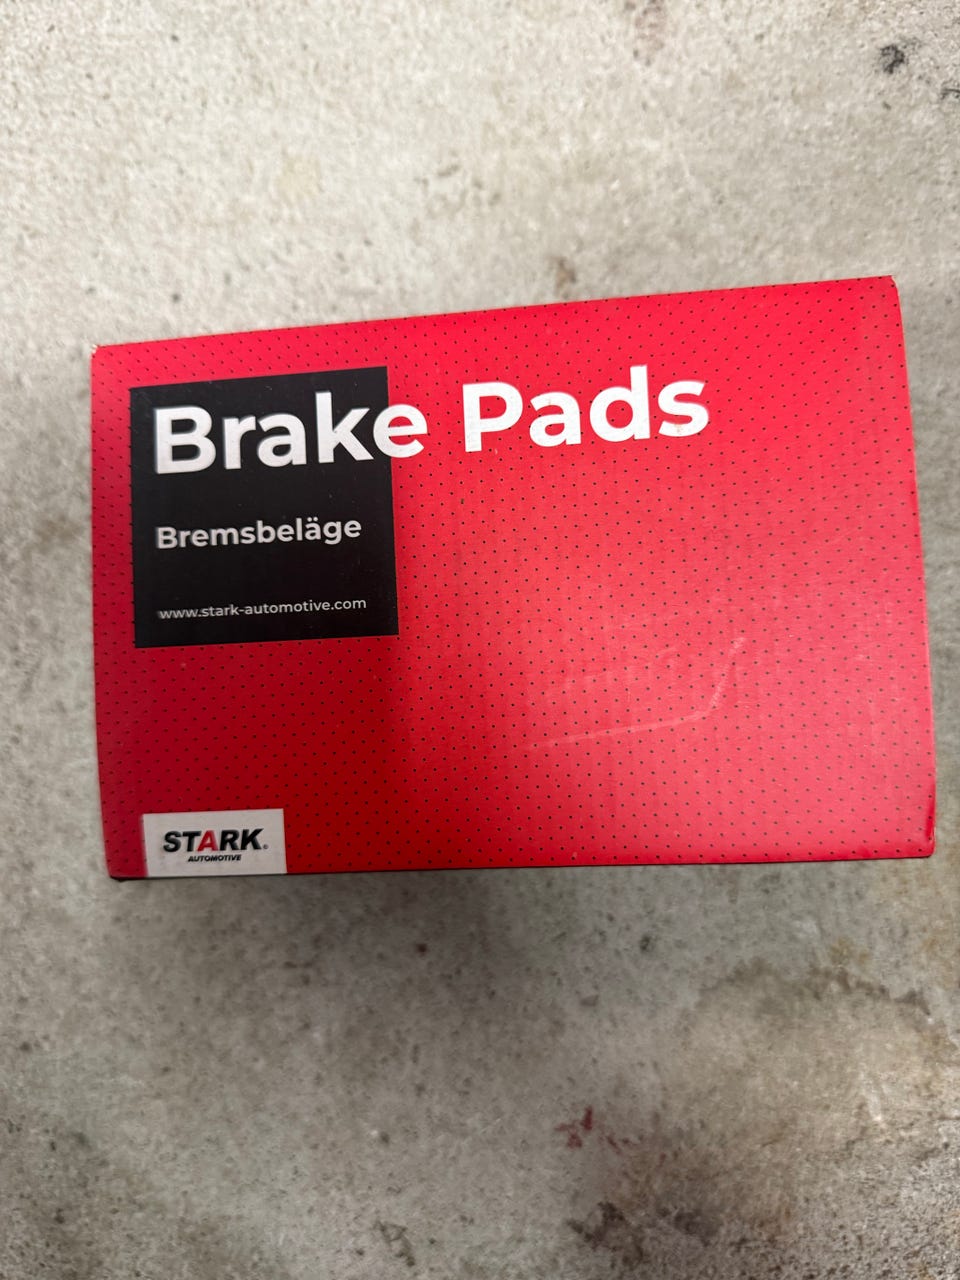 Brake Pads
Bremsbeläge
www.stark-automotive.com
STARK®
AUTOMOTIVE